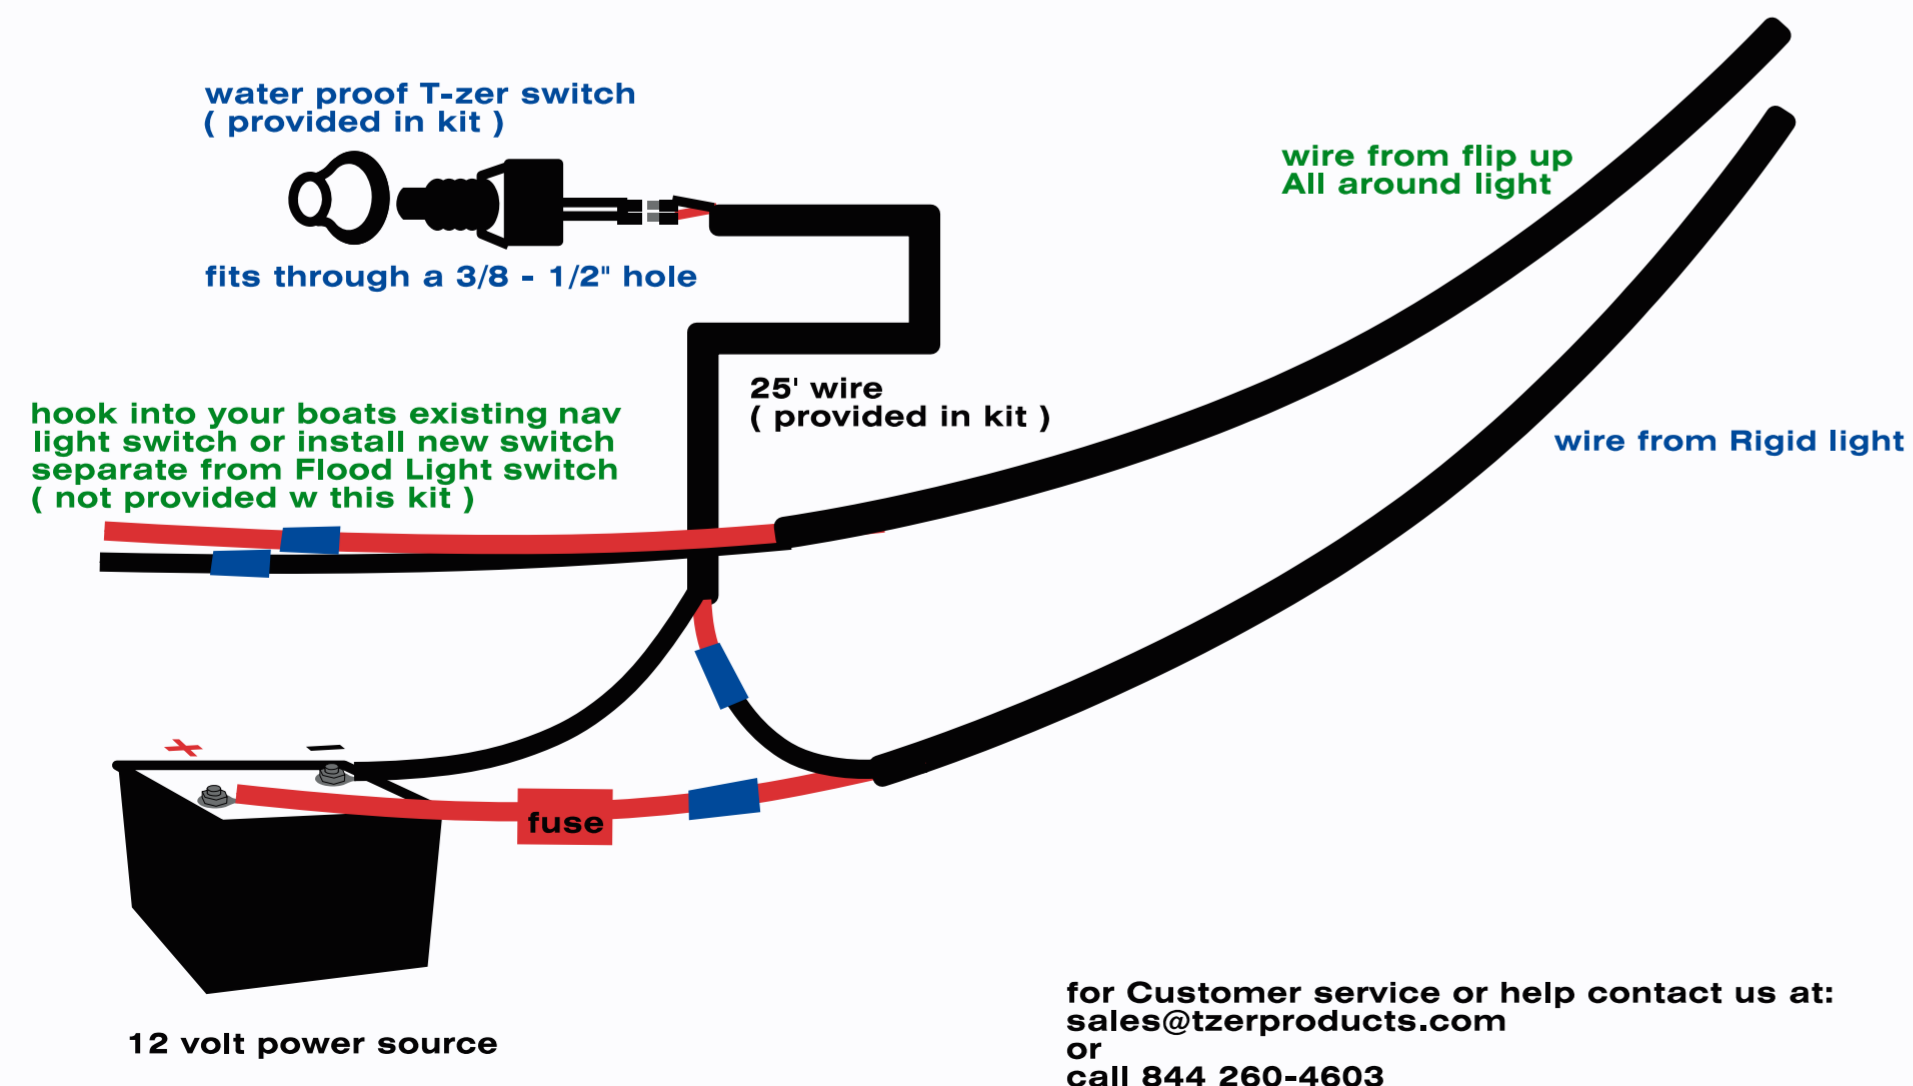 water proof T-zer switch
( provided in kit )
fits through a 3/8 - 1/2" hole
wire from flip up
All around light
25' wire
( provided in kit )
hook into your boats existing nav
light switch or install new switch
separate from Flood Light switch
( not provided w this kit )
wire from Rigid light
+ −
fuse
12 volt power source
for Customer service or help contact us at:
sales@tzerproducts.com
or
call 844 260-4603